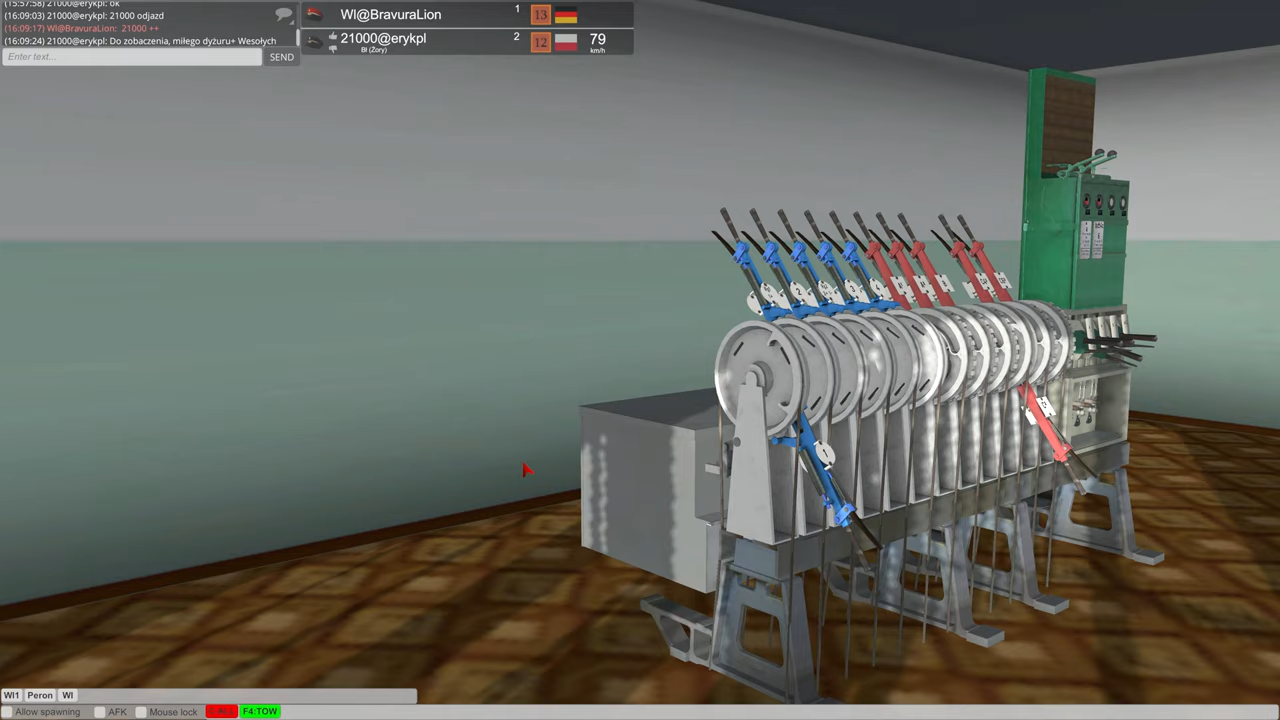 (15:57:58) 21000@erykpl: ok
(16:09:03) 21000@erykpl: 21000 odjazd
(16:09:17) WI@BravuraLion: 21000 ++
(16:09:24) 21000@erykpl: Do zobaczenia, miłego dyżuru+ Wesołych
Enter text...
SEND
WI@BravuraLion 1 13
21000@erykpl 2 12 79
Bł (Żory) km/h
WI1 Peron WI
Allow spawning AFK Mouse lock F4:TOW